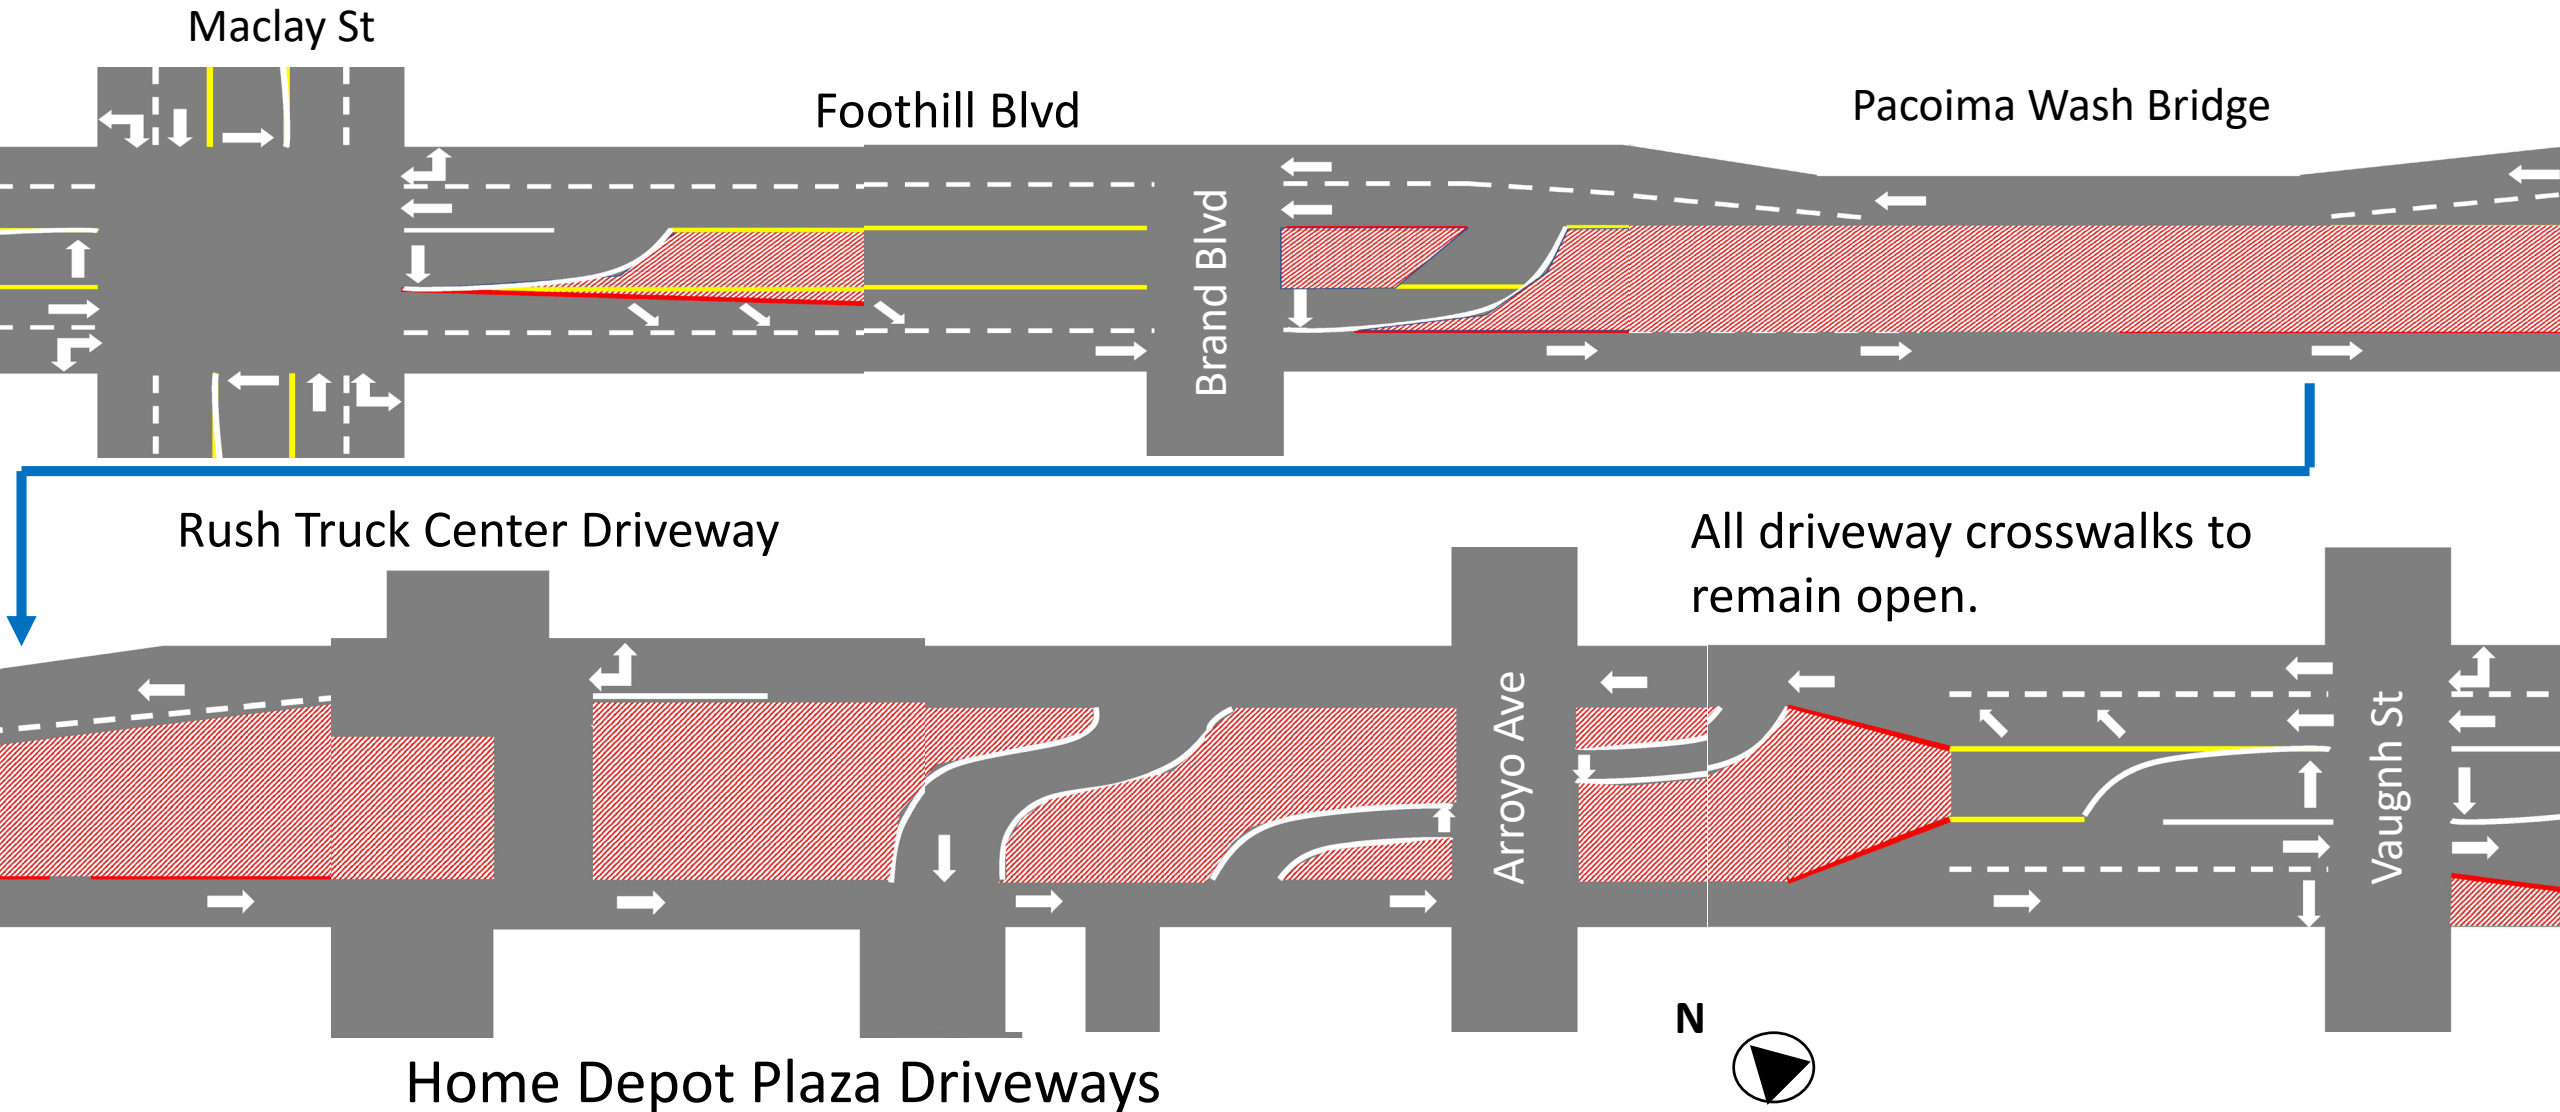 Maclay St
Foothill Blvd
Pacoima Wash Bridge
Brand Blvd
Rush Truck Center Driveway
All driveway crosswalks to
remain open.
Arroyo Ave
Vaugnh St
N
Home Depot Plaza Driveways